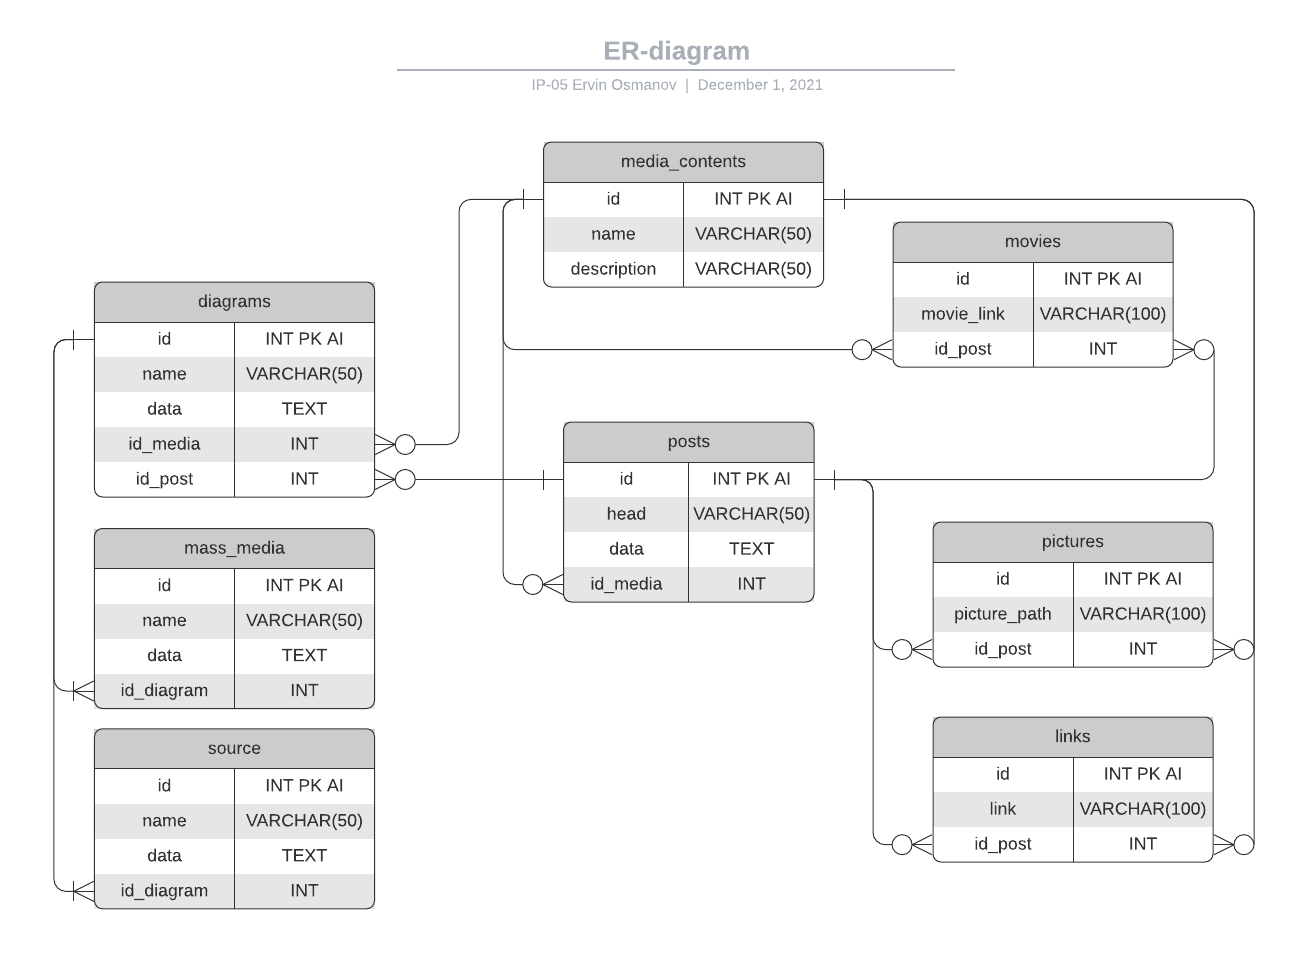 ER-diagram
IP-05 Ervin Osmanov | December 1, 2021
media_contents
id INT PK AI
name VARCHAR(50)
description VARCHAR(50)
movies
id INT PK AI
movie_link VARCHAR(100)
id_post INT
diagrams
id INT PK AI
name VARCHAR(50)
data TEXT
id_media INT
id_post INT
posts
id INT PK AI
head VARCHAR(50)
data TEXT
id_media INT
mass_media
id INT PK AI
name VARCHAR(50)
data TEXT
id_diagram INT
pictures
id INT PK AI
picture_path VARCHAR(100)
id_post INT
source
id INT PK AI
name VARCHAR(50)
data TEXT
id_diagram INT
links
id INT PK AI
link VARCHAR(100)
id_post INT